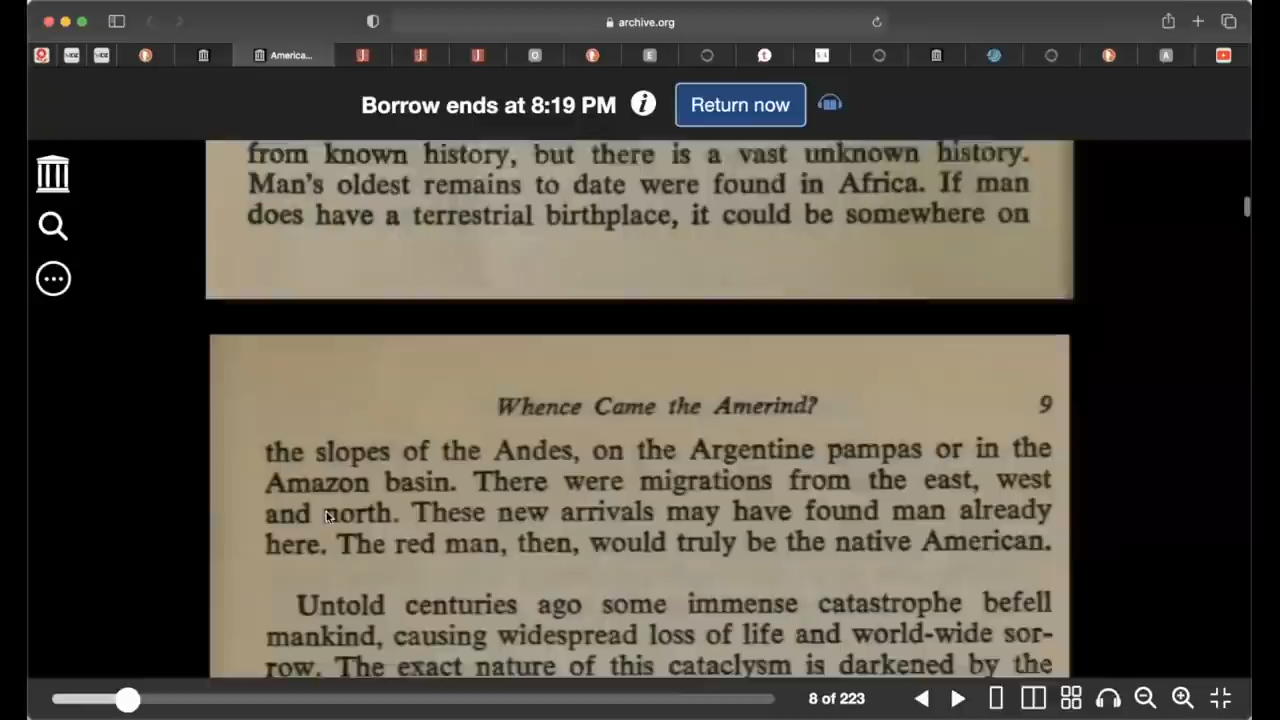 archive.org
America...
Borrow ends at 8:19 PM
Return now
from known history, but there is a vast unknown history.
Man's oldest remains to date were found in Africa. If man
does have a terrestrial birthplace, it could be somewhere on
Whence Came the Amerind? 9
the slopes of the Andes, on the Argentine pampas or in the
Amazon basin. There were migrations from the east, west
and north. These new arrivals may have found man already
here. The red man, then, would truly be the native American.
Untold centuries ago some immense catastrophe befell
mankind, causing widespread loss of life and world-wide sor-
row. The exact nature of this cataclysm is darkened by the
8 of 223